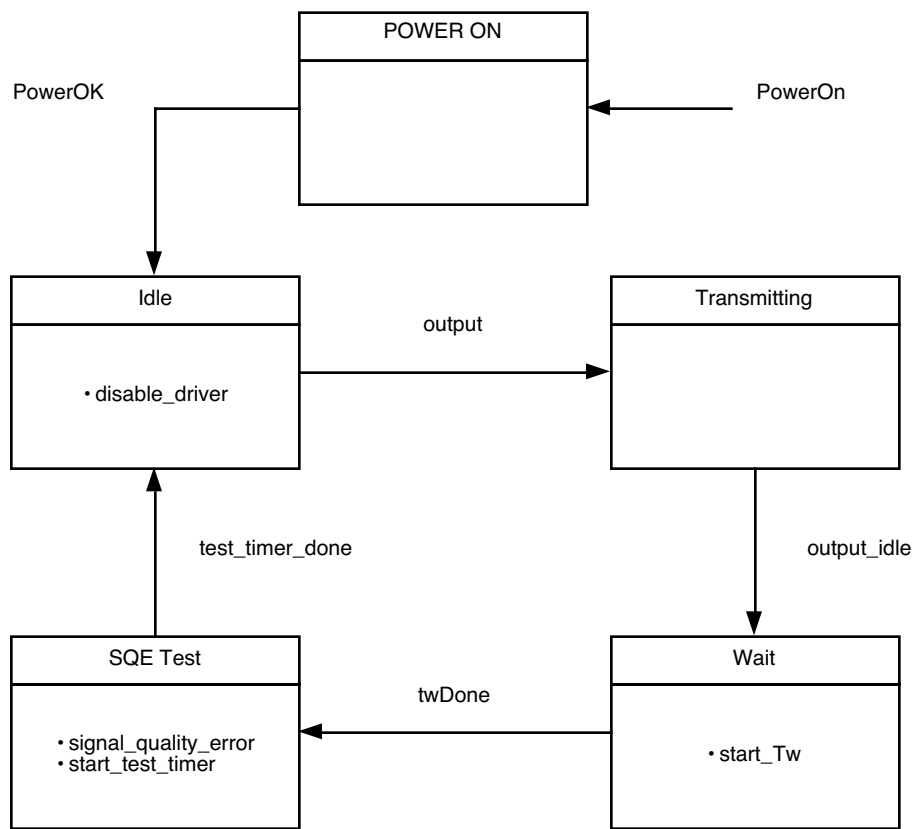 POWER ON
PowerOK
PowerOn
Idle
Transmitting
output
• disable_driver
test_timer_done
output_idle
SQE Test
Wait
twDone
• signal_quality_error
• start_test_timer
• start_Tw